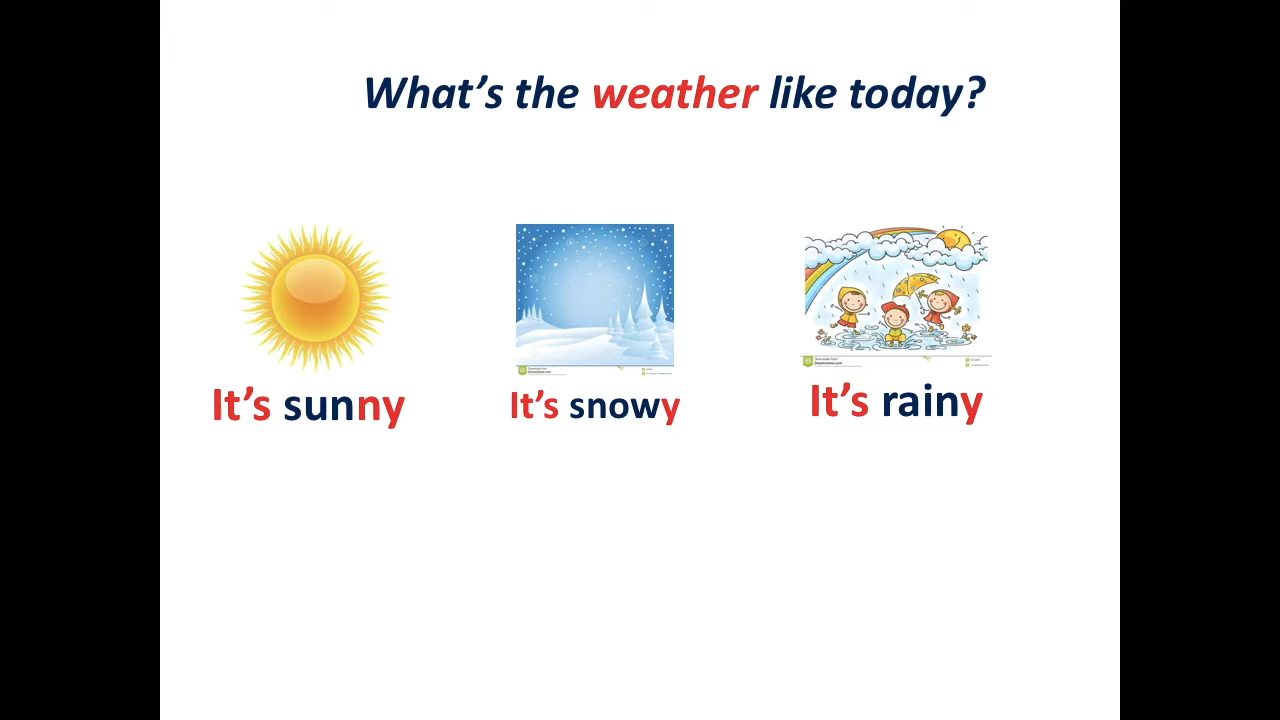 What’s the weather like today?
It’s sunny
It’s snowy
It’s rainy